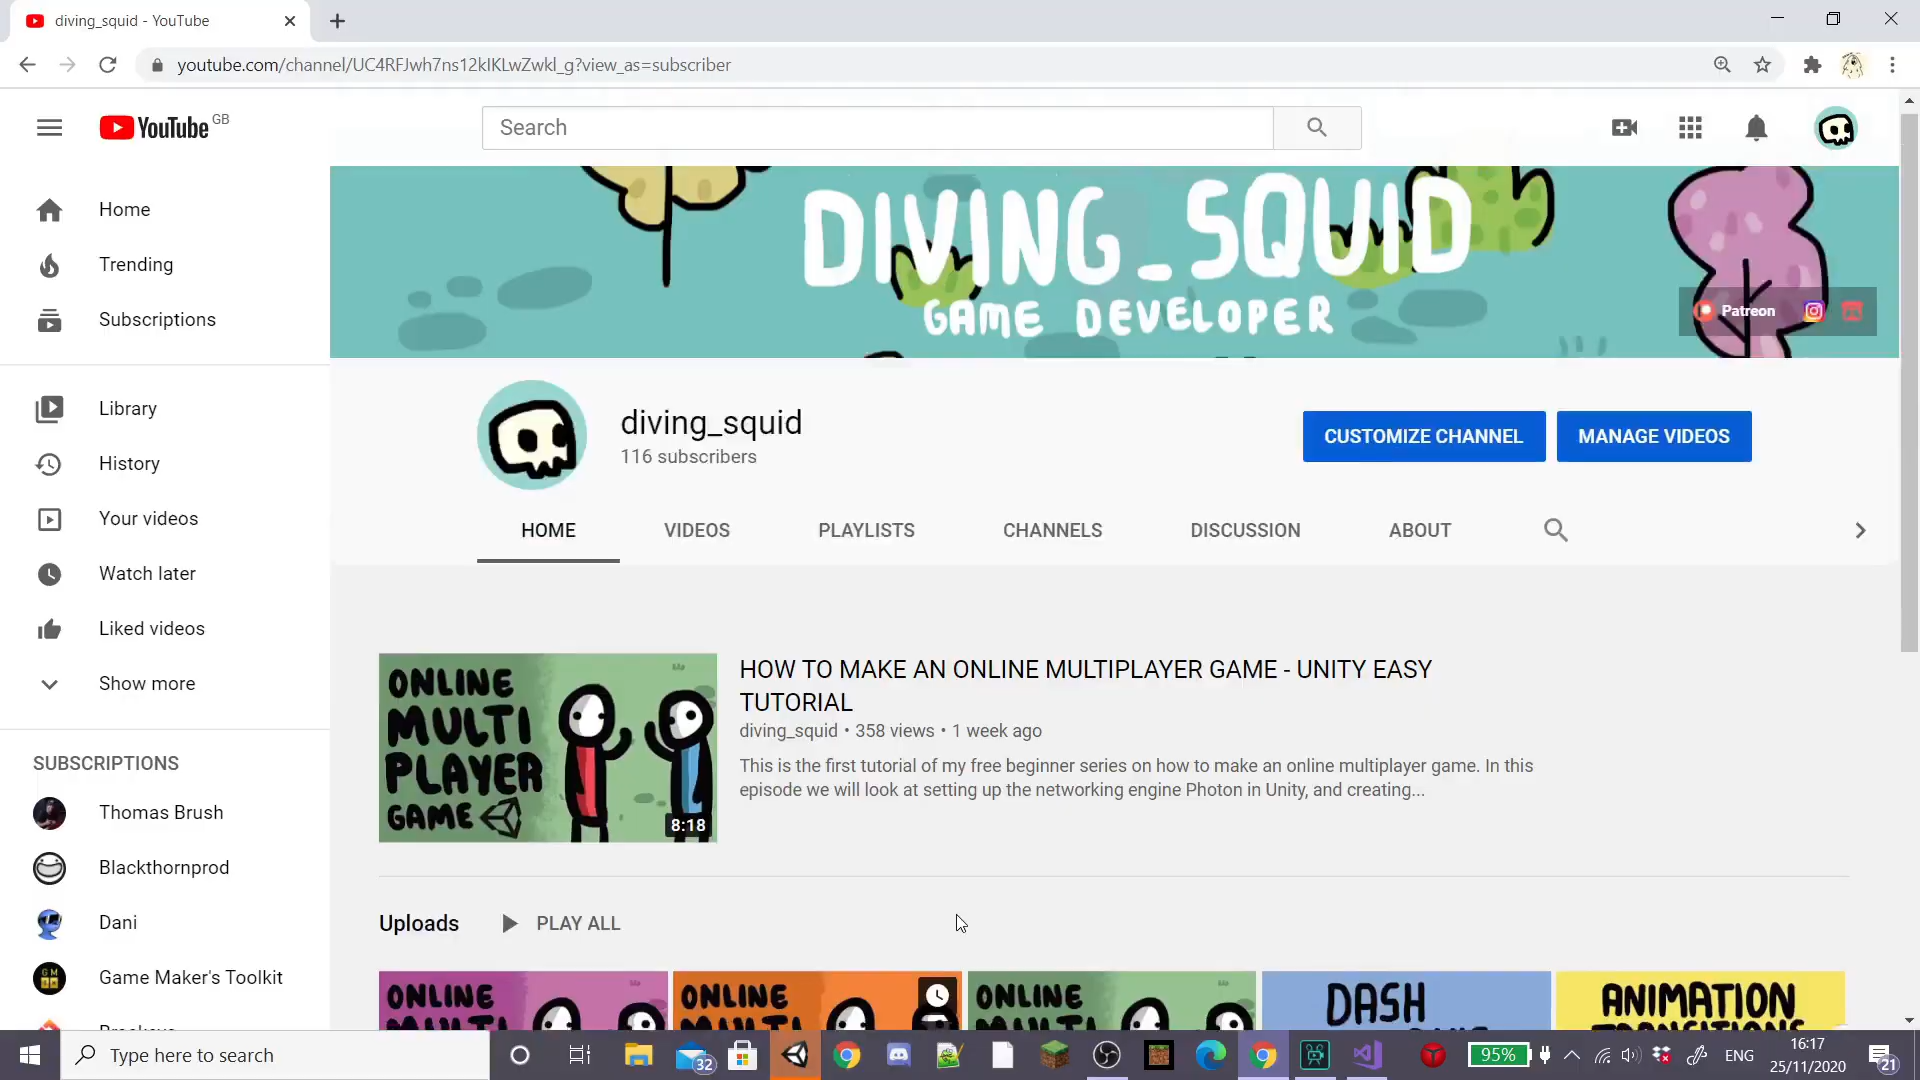 diving_squid - YouTube
youtube.com/channel/UC4RFJwh7ns12kIKLwZwkl_g?view_as=subscriber
YouTube GB
Search
Home
Trending
Subscriptions
Library
History
Your videos
Watch later
Liked videos
Show more
SUBSCRIPTIONS
Thomas Brush
Blackthornprod
Dani
Game Maker's Toolkit
DIVING_SQUID
GAME DEVELOPER
Patreon
diving_squid
116 subscribers
CUSTOMIZE CHANNEL
MANAGE VIDEOS
HOME
VIDEOS
PLAYLISTS
CHANNELS
DISCUSSION
ABOUT
ONLINE
MULTI
PLAYER
GAME
8:18
HOW TO MAKE AN ONLINE MULTIPLAYER GAME - UNITY EASY
TUTORIAL
diving_squid • 358 views • 1 week ago
This is the first tutorial of my free beginner series on how to make an online multiplayer game. In this
episode we will look at setting up the networking engine Photon in Unity, and creating...
Uploads
PLAY ALL
ONLINE
MULTI
ONLINE
MULTI
ONLINE
MULTI
DASH
ANIMATION
TRANSITIONS
Type here to search
32
95%
ENG
16:17
25/11/2020
21